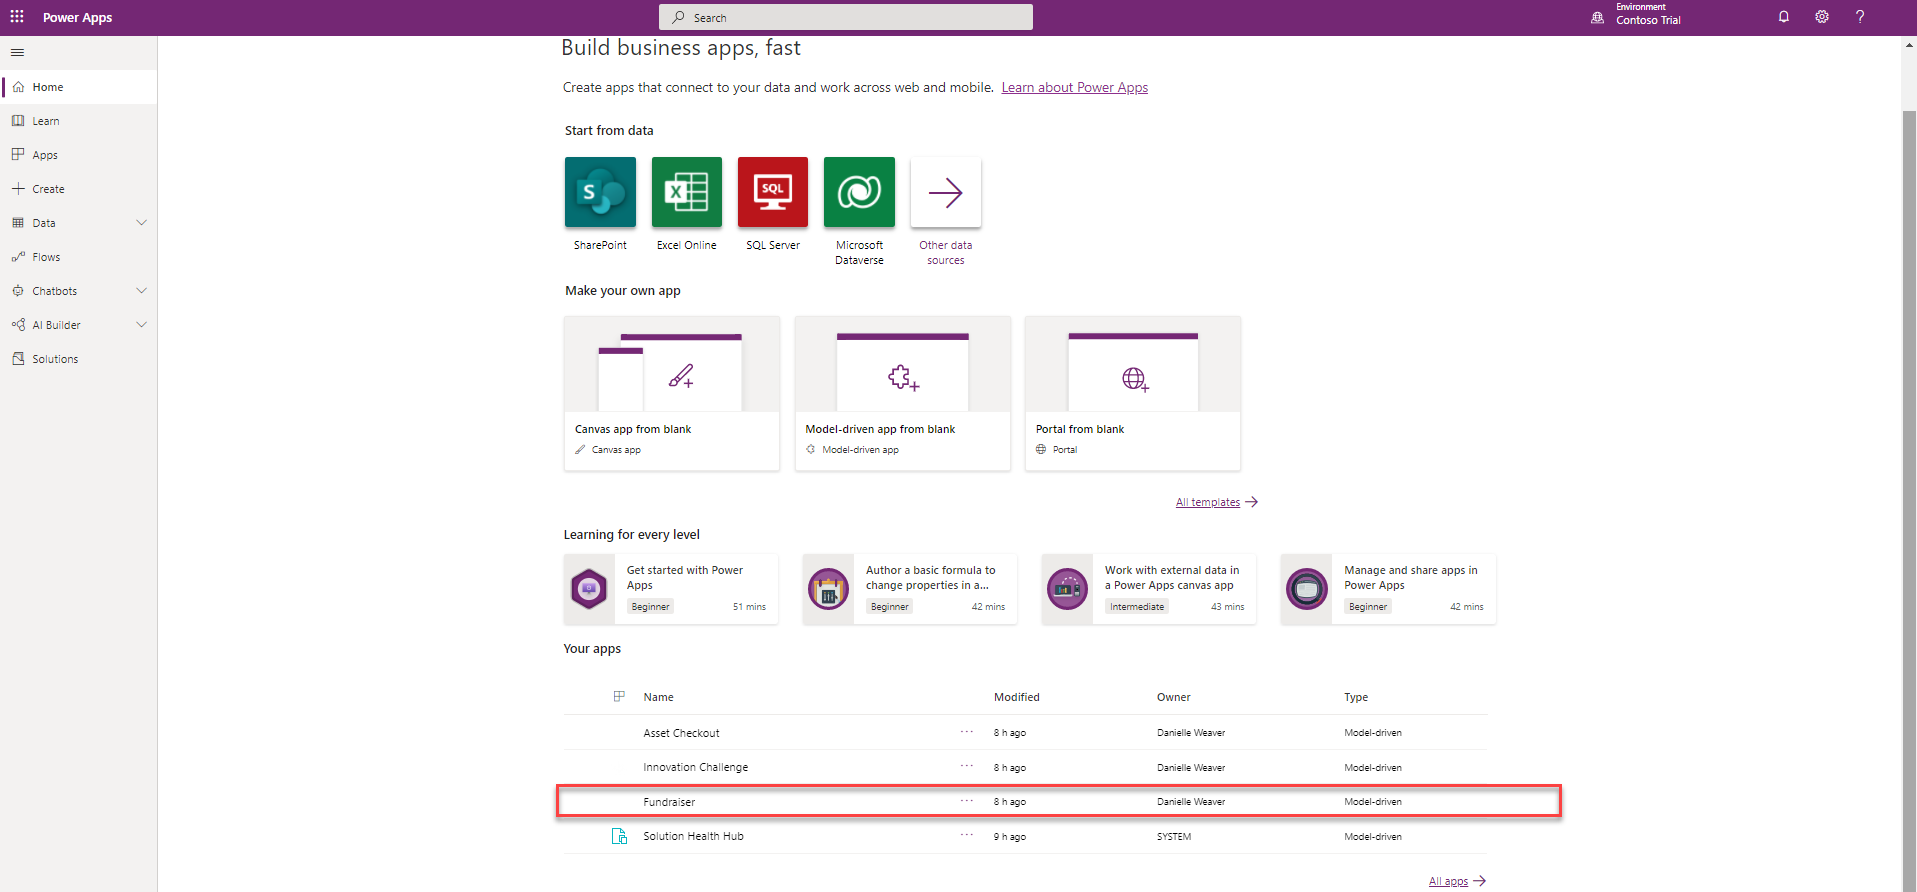 Power Apps
Search
Environment
Contoso Trial
?
Home
Learn
Apps
Create
Data
Flows
Chatbots
AI Builder
Solutions
Build business apps, fast
Create apps that connect to your data and work across web and mobile. Learn about Power Apps
Start from data
S
X
SQL
SharePoint
Excel Online
SQL Server
Microsoft
Dataverse
Other data
sources
Make your own app
Canvas app from blank
Canvas app
Model-driven app from blank
Model-driven app
Portal from blank
Portal
All templates
Learning for every level
Get started with Power
Apps
Beginner 51 mins
Author a basic formula to
change properties in a...
Beginner 42 mins
Work with external data in
a Power Apps canvas app
Intermediate 43 mins
Manage and share apps in
Power Apps
Beginner 42 mins
Your apps
Name Modified Owner Type
Asset Checkout ... 8 h ago Danielle Weaver Model-driven
Innovation Challenge ... 8 h ago Danielle Weaver Model-driven
Fundraiser ... 8 h ago Danielle Weaver Model-driven
Solution Health Hub ... 9 h ago SYSTEM Model-driven
All apps